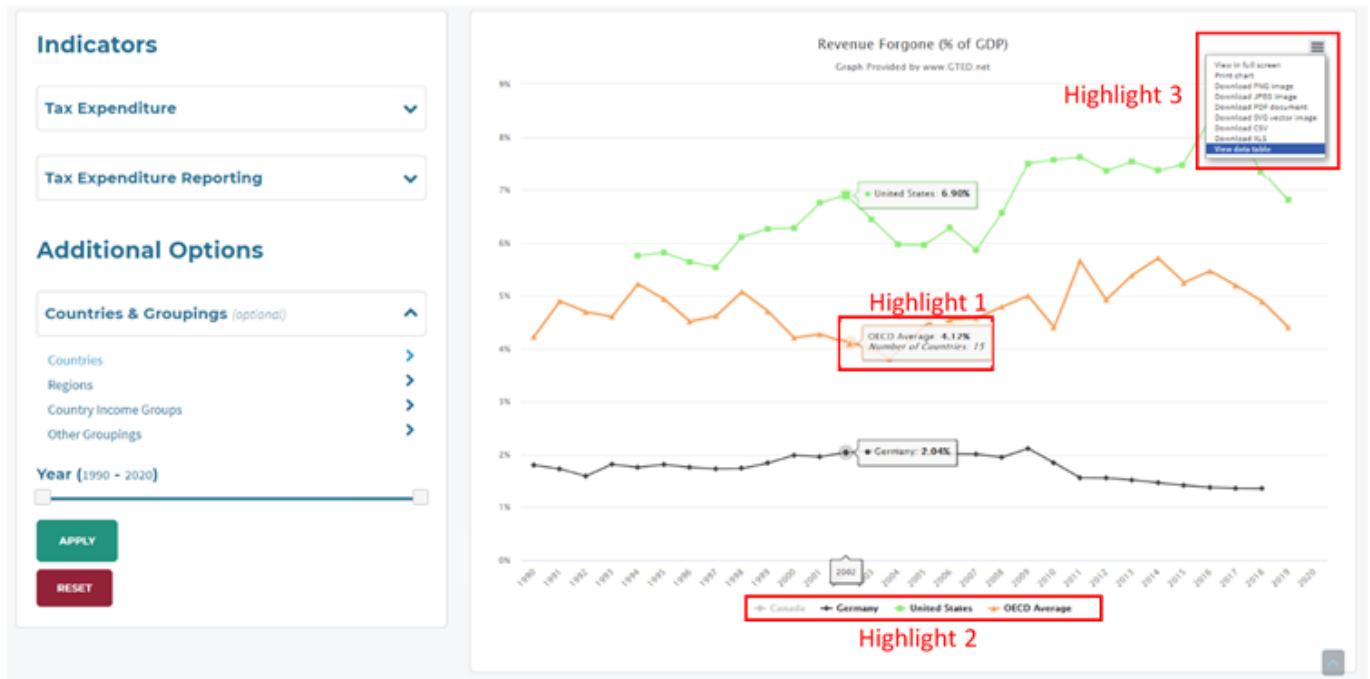 Indicators
Tax Expenditure
Tax Expenditure Reporting
Additional Options
Countries & Groupings (optional)
Countries
Regions
Country Income Groups
Other Groupings
Year (1990 - 2020)
APPLY
RESET
Revenue Forgone (% of GDP)
Graph Provided by www.GTED.net
Highlight 3
View in full screen
Print chart
Download PNG image
Download JPEG image
Download PDF document
Download SVG vector image
Download CSV
Download XLS
View data table
9%
8%
7%
6%
5%
4%
3%
2%
1%
0%
United States: 6.90%
Highlight 1
OECD Average: 4.12%
Number of Countries: 15
Germany: 2.04%
1990 1991 1992 1993 1994 1995 1996 1997 1998 1999 2000 2001 2002 2003 2004 2005 2006 2007 2008 2009 2010 2011 2012 2013 2014 2015 2016 2017 2018 2019 2020
Canada Germany United States OECD Average
Highlight 2